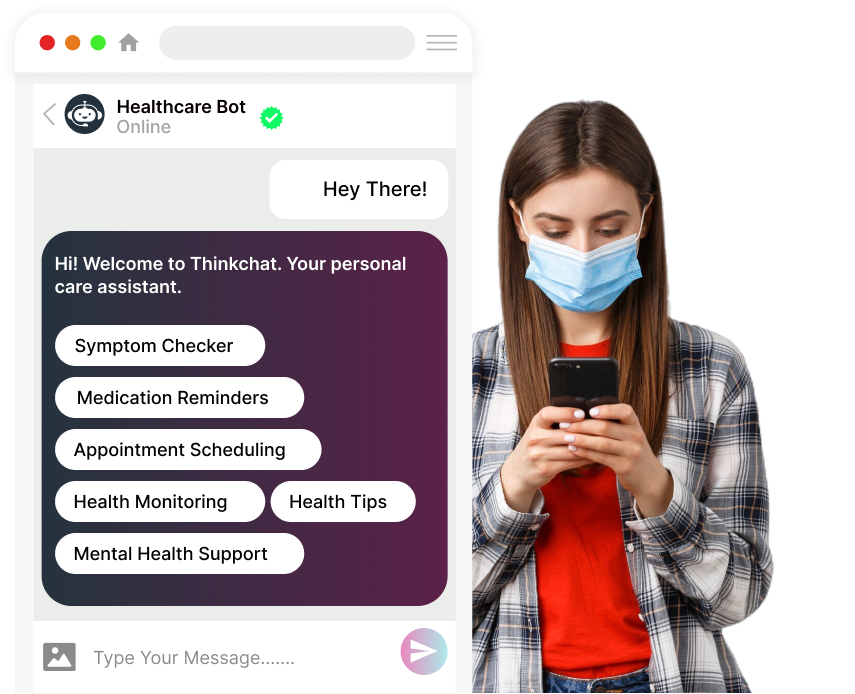 Healthcare Bot
Online
Hey There!
Hi! Welcome to Thinkchat. Your personal
care assistant.
Symptom Checker
Medication Reminders
Appointment Scheduling
Health Monitoring
Health Tips
Mental Health Support
Type Your Message.......